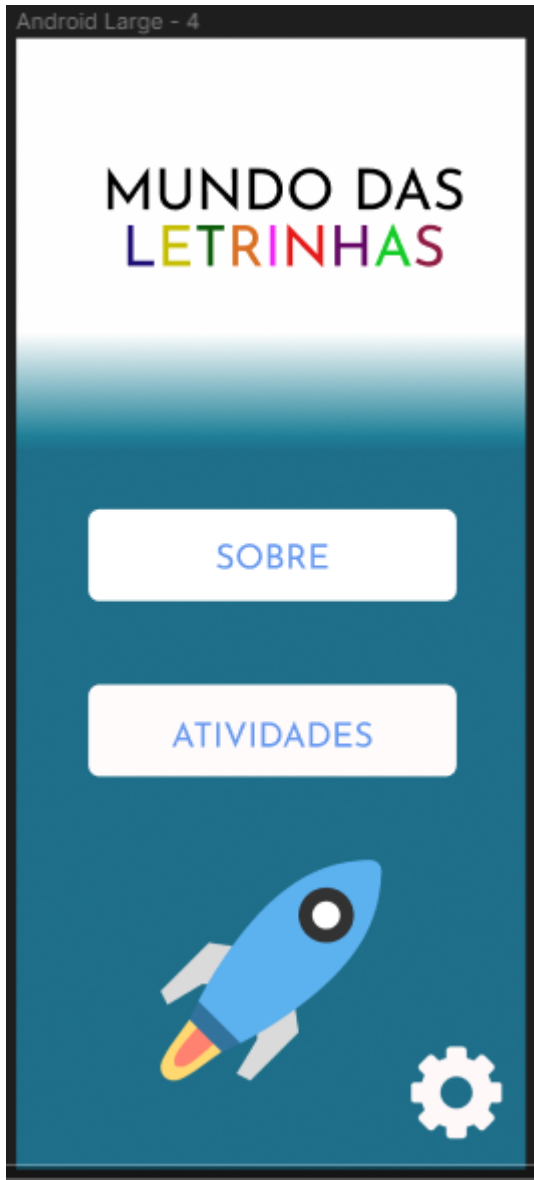 Android Large - 4
MUNDO DAS
LETRINHAS
SOBRE
ATIVIDADES